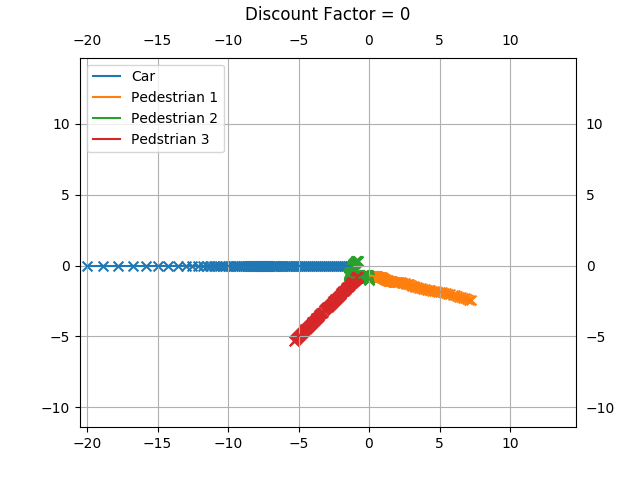 Discount Factor = 0
−20 −15 −10 −5 0 5 10
Car
Pedestrian 1
Pedestrian 2
Pedstrian 3
10 10
5 5
0 0
−5 −5
−10 −10
−20 −15 −10 −5 0 5 10